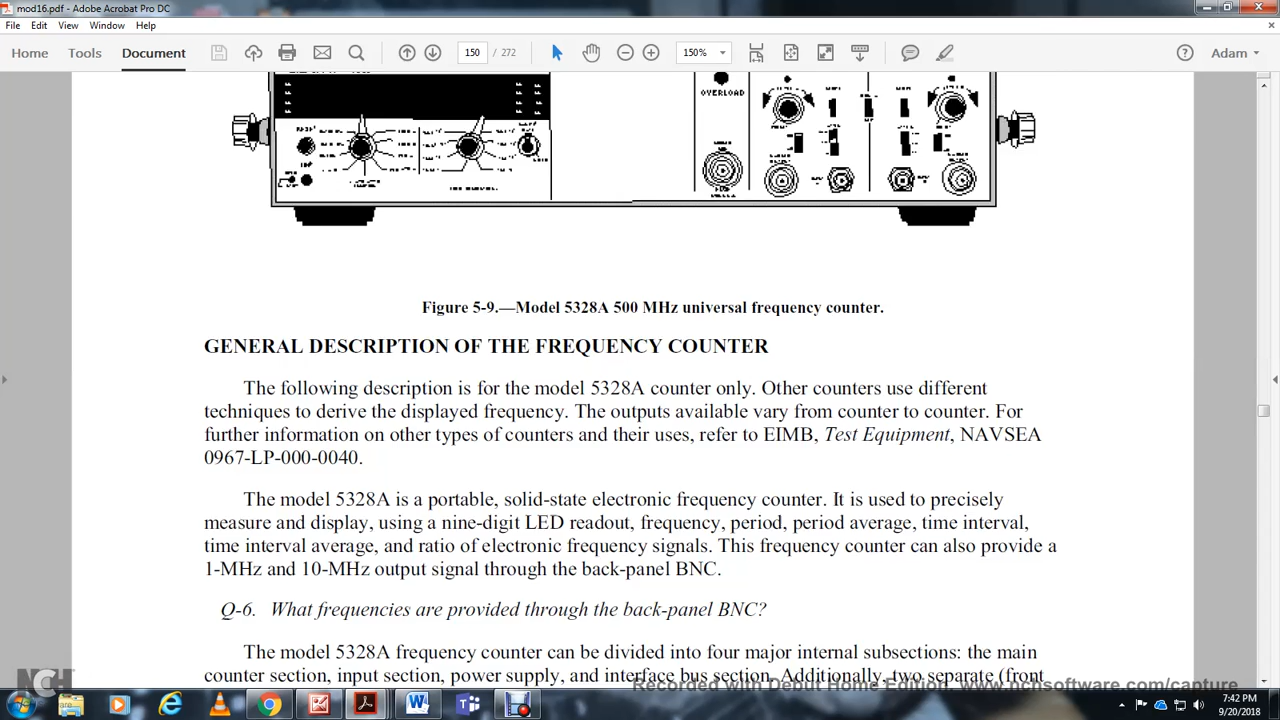 mod16.pdf - Adobe Acrobat Pro DC
File Edit View Window Help
Home Tools Document 150 / 272 150% Adam
OVERLOAD
Figure 5-9.—Model 5328A 500 MHz universal frequency counter.
GENERAL DESCRIPTION OF THE FREQUENCY COUNTER
The following description is for the model 5328A counter only. Other counters use different
techniques to derive the displayed frequency. The outputs available vary from counter to counter. For
further information on other types of counters and their uses, refer to EIMB, Test Equipment, NAVSEA
0967-LP-000-0040.
The model 5328A is a portable, solid-state electronic frequency counter. It is used to precisely
measure and display, using a nine-digit LED readout, frequency, period, period average, time interval,
time interval average, and ratio of electronic frequency signals. This frequency counter can also provide a
1-MHz and 10-MHz output signal through the back-panel BNC.
Q-6. What frequencies are provided through the back-panel BNC?
The model 5328A frequency counter can be divided into four major internal subsections: the main
counter section, input section, power supply, and interface bus section. Additionally, two separate (front
Recorded with Debut Home Edition. www.nchsoftware.com/capture
NCH
7:42 PM
9/20/2018